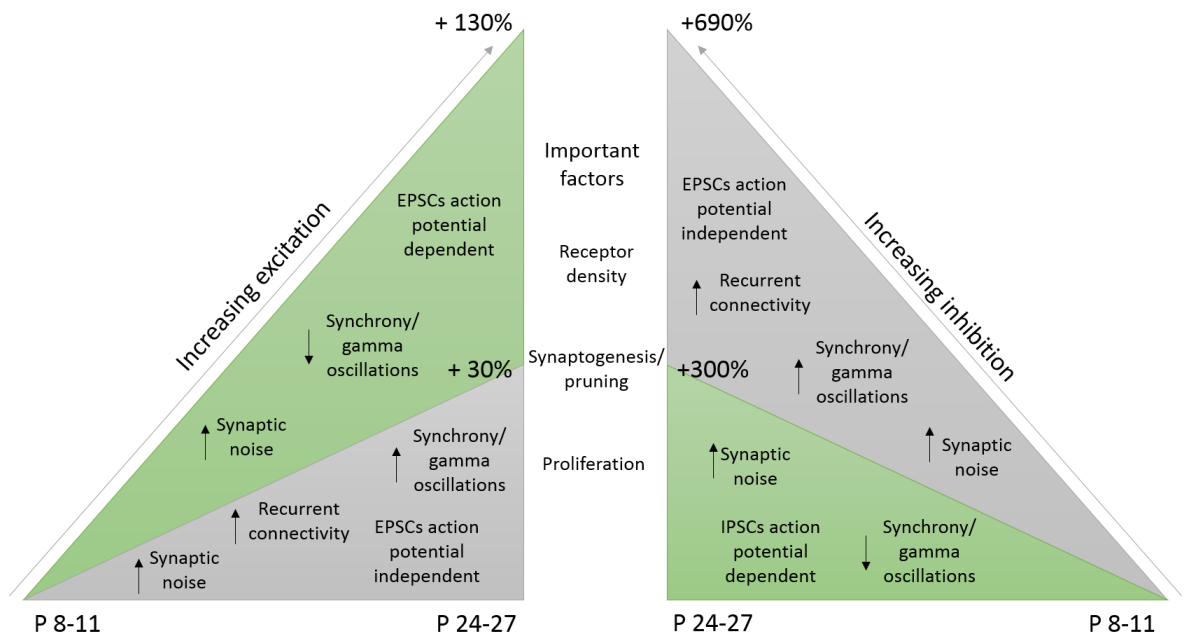 + 130%
Increasing excitation
EPSCs action
potential
dependent
Synchrony/
gamma
oscillations
+ 30%
Synaptic
noise
Synchrony/
gamma
oscillations
Recurrent
connectivity
EPSCs action
potential
independent
Synaptic
noise
P 8-11
P 24-27
Important
factors
Receptor
density
Synaptogenesis/
pruning
Proliferation
+690%
Increasing inhibition
EPSCs action
potential
independent
Recurrent
connectivity
Synchrony/
gamma
oscillations
+300%
Synaptic
noise
Synaptic
noise
IPSCs action
potential
dependent
Synchrony/
gamma
oscillations
P 24-27
P 8-11